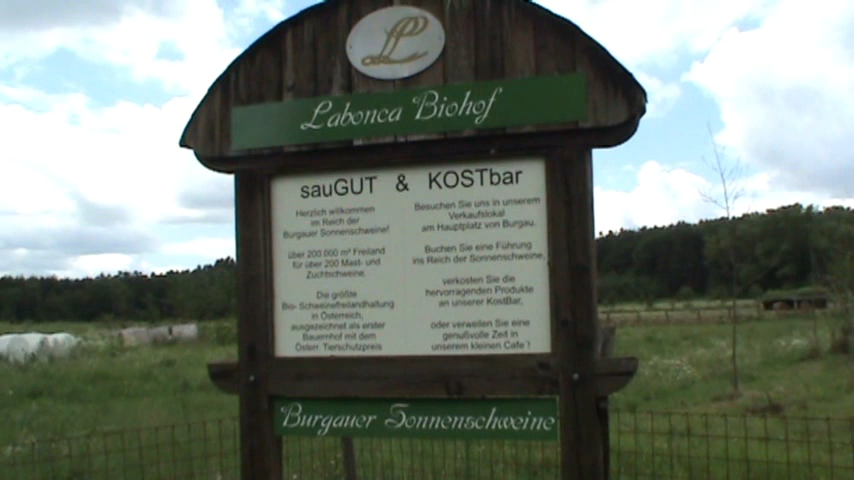 LP
Labonca Biohof
sauGUT & KOSTbar
Herzlich willkommen
im Reich der
Burgauer Sonnenschweine!
über 200.000 m² Freiland
für über 200 Mast- und
Zuchtschweine.
Die größte
Bio- Schweinefreilandhaltung
in Österreich,
ausgezeichnet als erster
Bauernhof mit dem
Österr. Tierschutzpreis
Besuchen Sie uns in unserem
Verkaufslokal
am Hauptplatz von Burgau.
Buchen Sie eine Führung
ins Reich der Sonnenschweine,
verkosten Sie die
hervorragenden Produkte
an unserer KostBar,
oder verweilen Sie eine
genußvolle Zeit in
unserem kleinen Cafe !
Burgauer Sonnenschweine